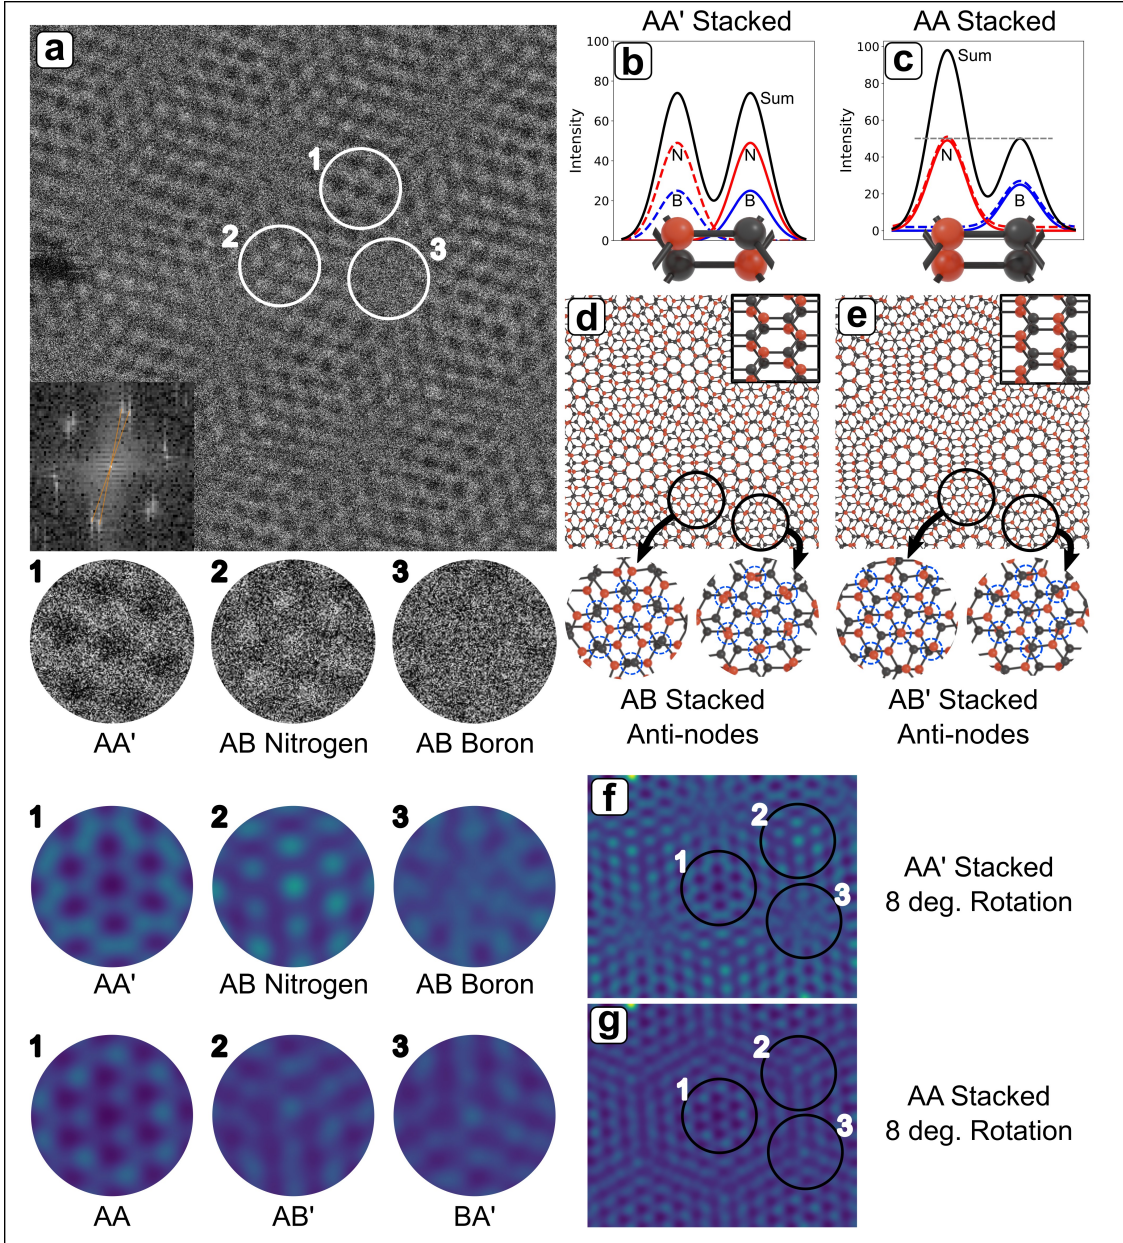 AA' Stacked
AA Stacked
a
b
c
100
80
60
40
20
0
Intensity
Sum
N
B
100
80
60
40
20
0
Intensity
Sum
N
B
1
2
3
d
e
1
2
3
AA'
AB Nitrogen
AB Boron
AB Stacked
Anti-nodes
AB' Stacked
Anti-nodes
1
2
3
AA'
AB Nitrogen
AB Boron
f
1
2
3
AA' Stacked
8 deg. Rotation
1
2
3
AA
AB'
BA'
g
1
2
3
AA Stacked
8 deg. Rotation